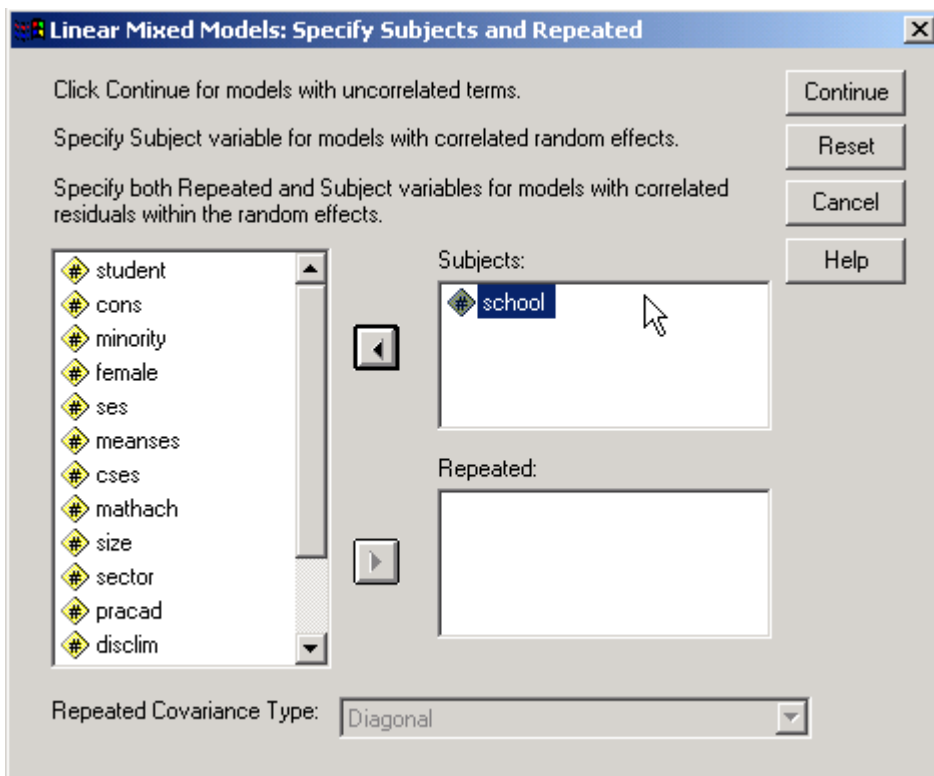 Linear Mixed Models: Specify Subjects and Repeated
Click Continue for models with uncorrelated terms.
Continue
Specify Subject variable for models with correlated random effects.
Reset
Specify both Repeated and Subject variables for models with correlated
residuals within the random effects.
Cancel
Help
student
cons
minority
female
ses
meanses
cses
mathach
size
sector
pracad
disclim
Subjects:
school
Repeated:
Repeated Covariance Type:
Diagonal